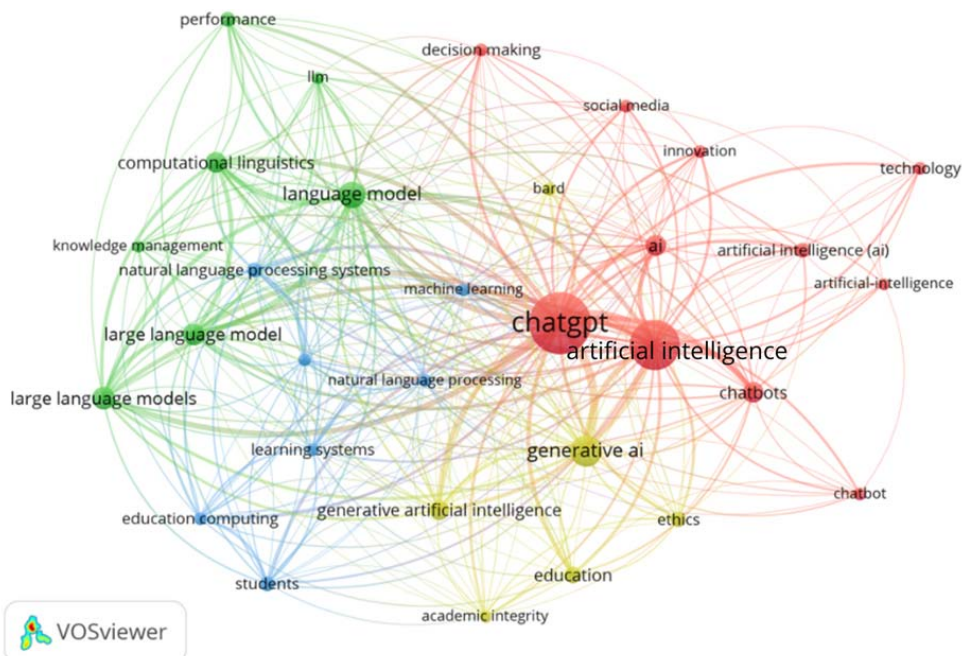 performance
decision making
llm
social media
innovation
computational linguistics
technology
language model
bard
knowledge management
ai
artificial intelligence (ai)
natural language processing systems
artificial-intelligence
machine learning
chatgpt
large language model
artificial intelligence
natural language processing
chatbots
large language models
learning systems
generative ai
chatbot
generative artificial intelligence
education computing
ethics
education
students
academic integrity
VOSviewer